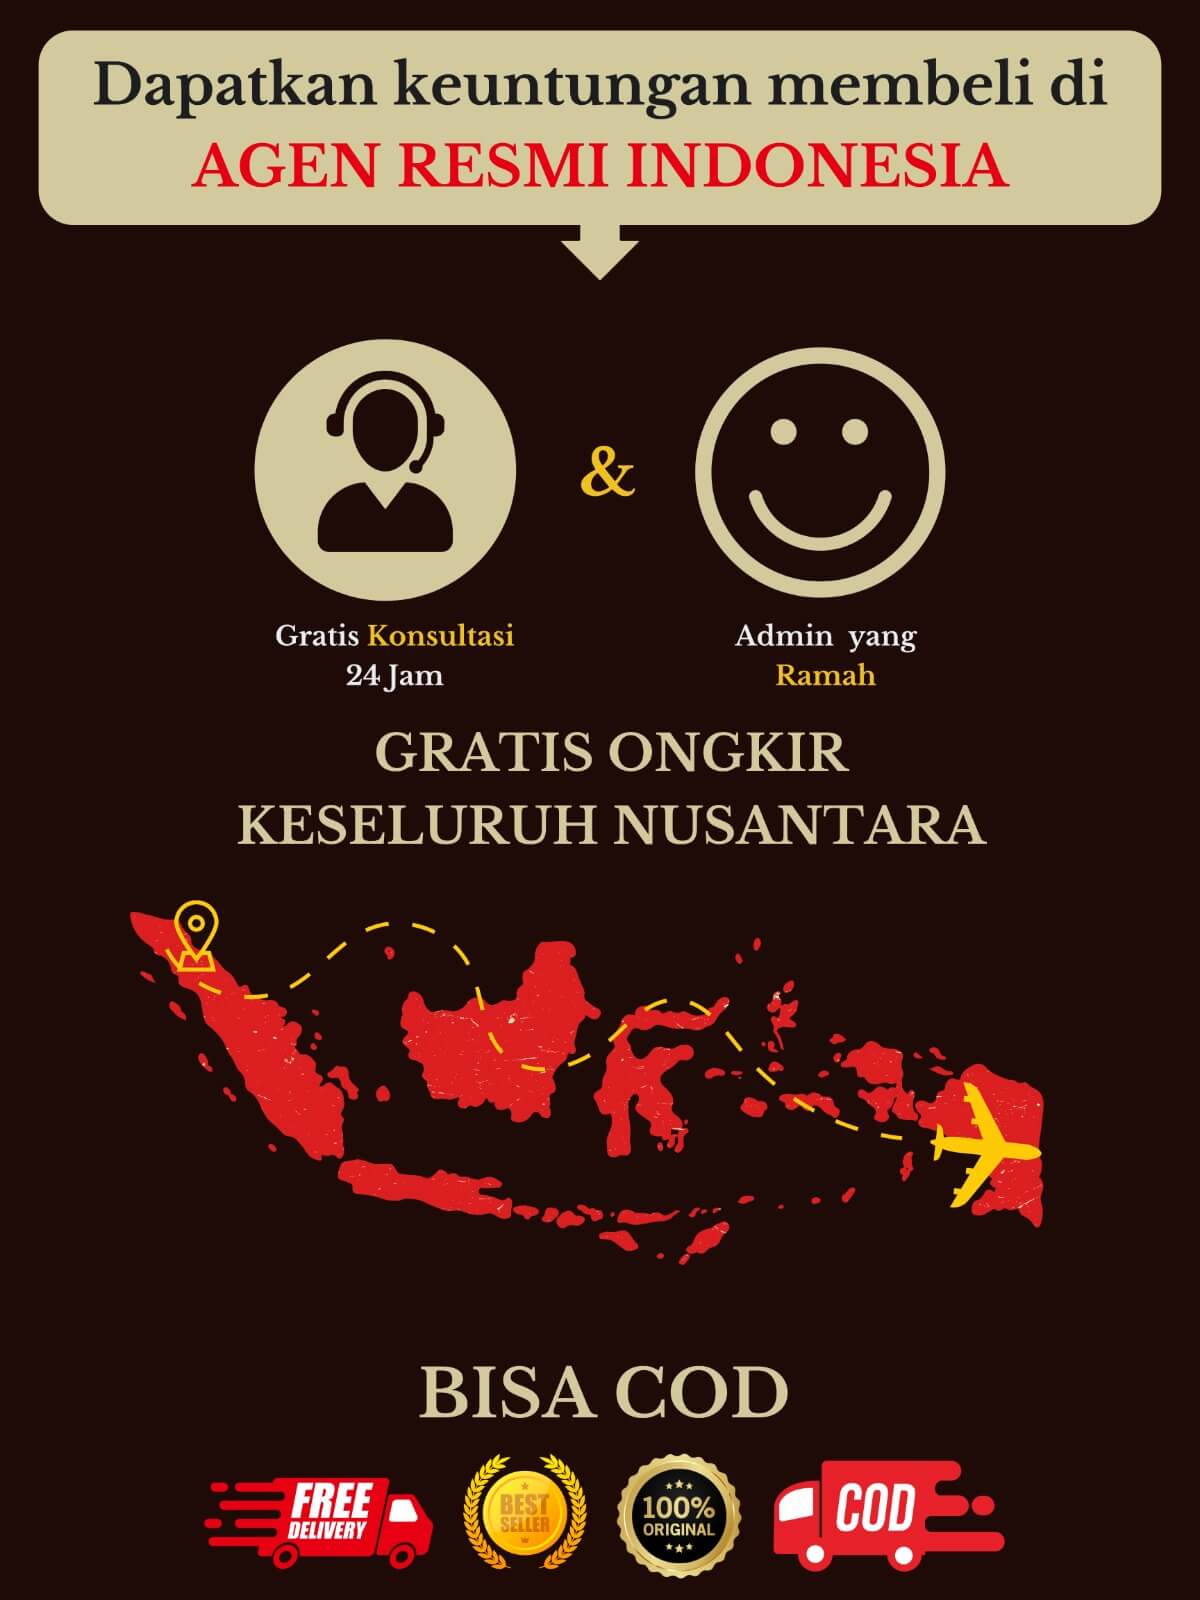 Dapatkan keuntungan membeli di
AGEN RESMI INDONESIA
&
Gratis Konsultasi
24 Jam
Admin yang
Ramah
GRATIS ONGKIR
KESELURUH NUSANTARA
BISA COD
FREE
DELIVERY
BEST
SELLER
100%
ORIGINAL
COD